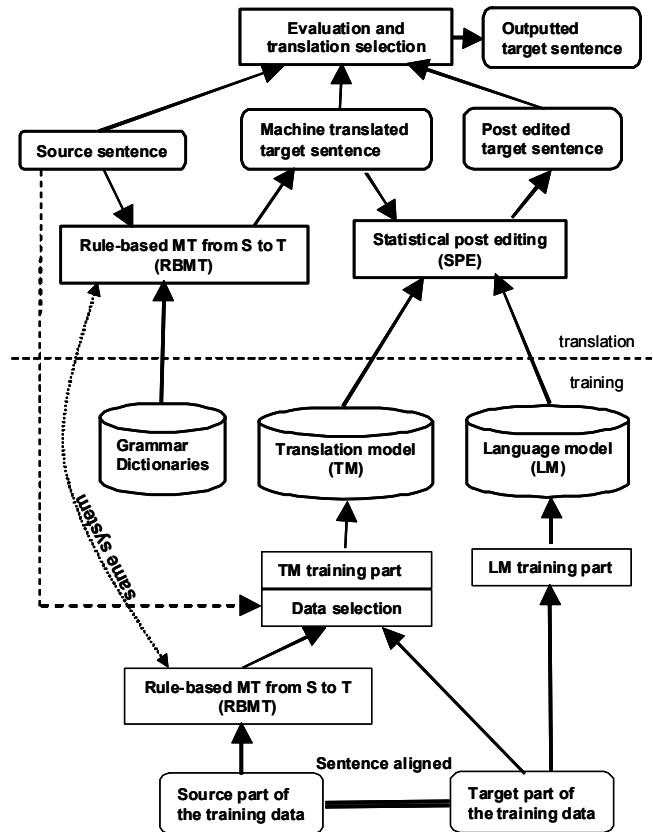 Evaluation and
translation selection
Outputted
target sentence
Source sentence
Machine translated
target sentence
Post edited
target sentence
Rule-based MT from S to T
(RBMT)
Statistical post editing
(SPE)
translation
training
Grammar
Dictionaries
Translation model
(TM)
Language model
(LM)
same system
TM training part
Data selection
LM training part
Rule-based MT from S to T
(RBMT)
Sentence aligned
Source part of
the training data
Target part of
the training data